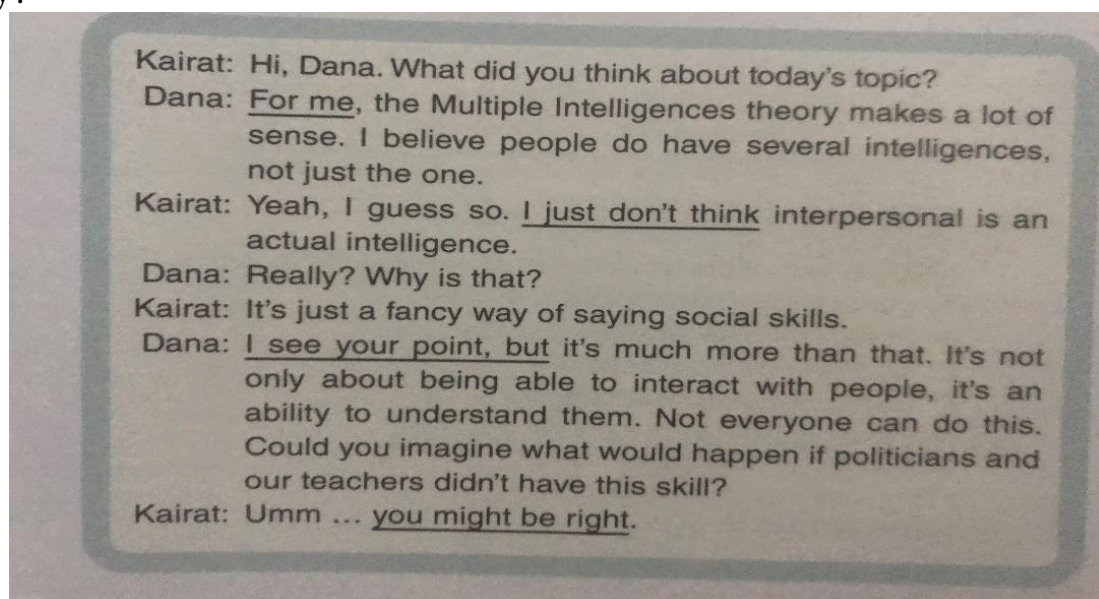 Kairat: Hi, Dana. What did you think about today's topic?
Dana: For me, the Multiple Intelligences theory makes a lot of
sense. I believe people do have several intelligences,
not just the one.
Kairat: Yeah, I guess so. I just don't think interpersonal is an
actual intelligence.
Dana: Really? Why is that?
Kairat: It's just a fancy way of saying social skills.
Dana: I see your point, but it's much more than that. It's not
only about being able to interact with people, it's an
ability to understand them. Not everyone can do this.
Could you imagine what would happen if politicians and
our teachers didn't have this skill?
Kairat: Umm ... you might be right.